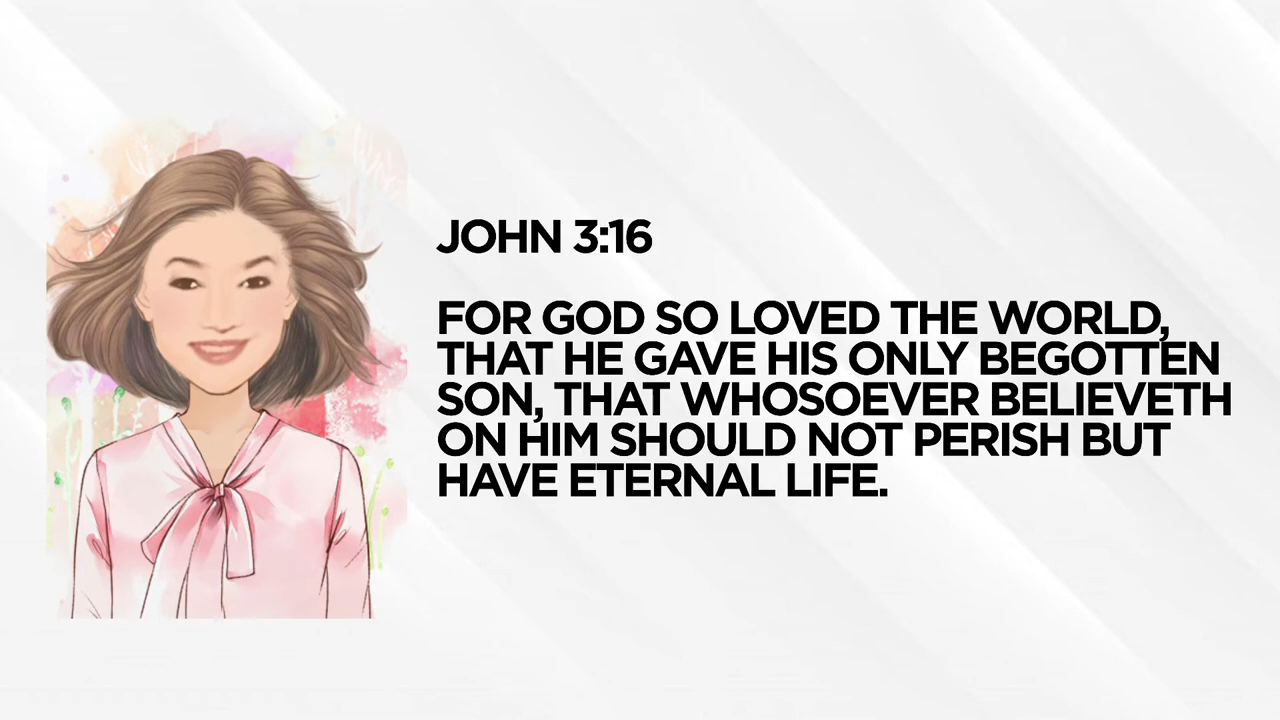 JOHN 3:16
FOR GOD SO LOVED THE WORLD,
THAT HE GAVE HIS ONLY BEGOTTEN
SON, THAT WHOSOEVER BELIEVETH
ON HIM SHOULD NOT PERISH BUT
HAVE ETERNAL LIFE.